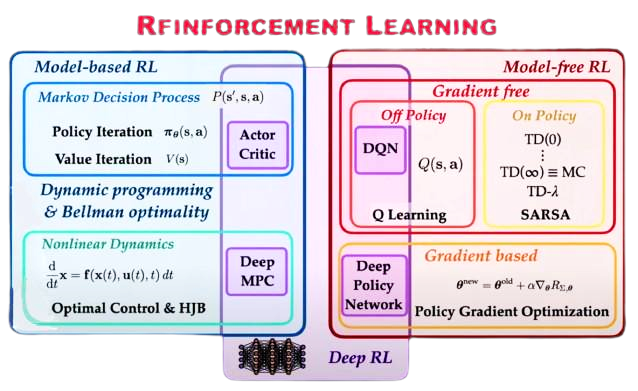 RFINFORCEMENT LEARNING
Model-based RL
Markov Decision Process P(s', s, a)
Policy Iteration π_θ(s, a)
Value Iteration V(s)
Actor
Critic
Dynamic programming
& Bellman optimality
Nonlinear Dynamics
d/dt x = f(x(t), u(t), t) dt
Optimal Control & HJB
Deep
MPC
Model-free RL
Gradient free
Off Policy
DQN
Q(s, a)
Q Learning
On Policy
TD(0)
⋮
TD(∞) ≡ MC
TD-λ
SARSA
Deep
Policy
Network
Gradient based
θ^new = θ^old + α∇_θ R_Σ,θ
Policy Gradient Optimization
Deep RL